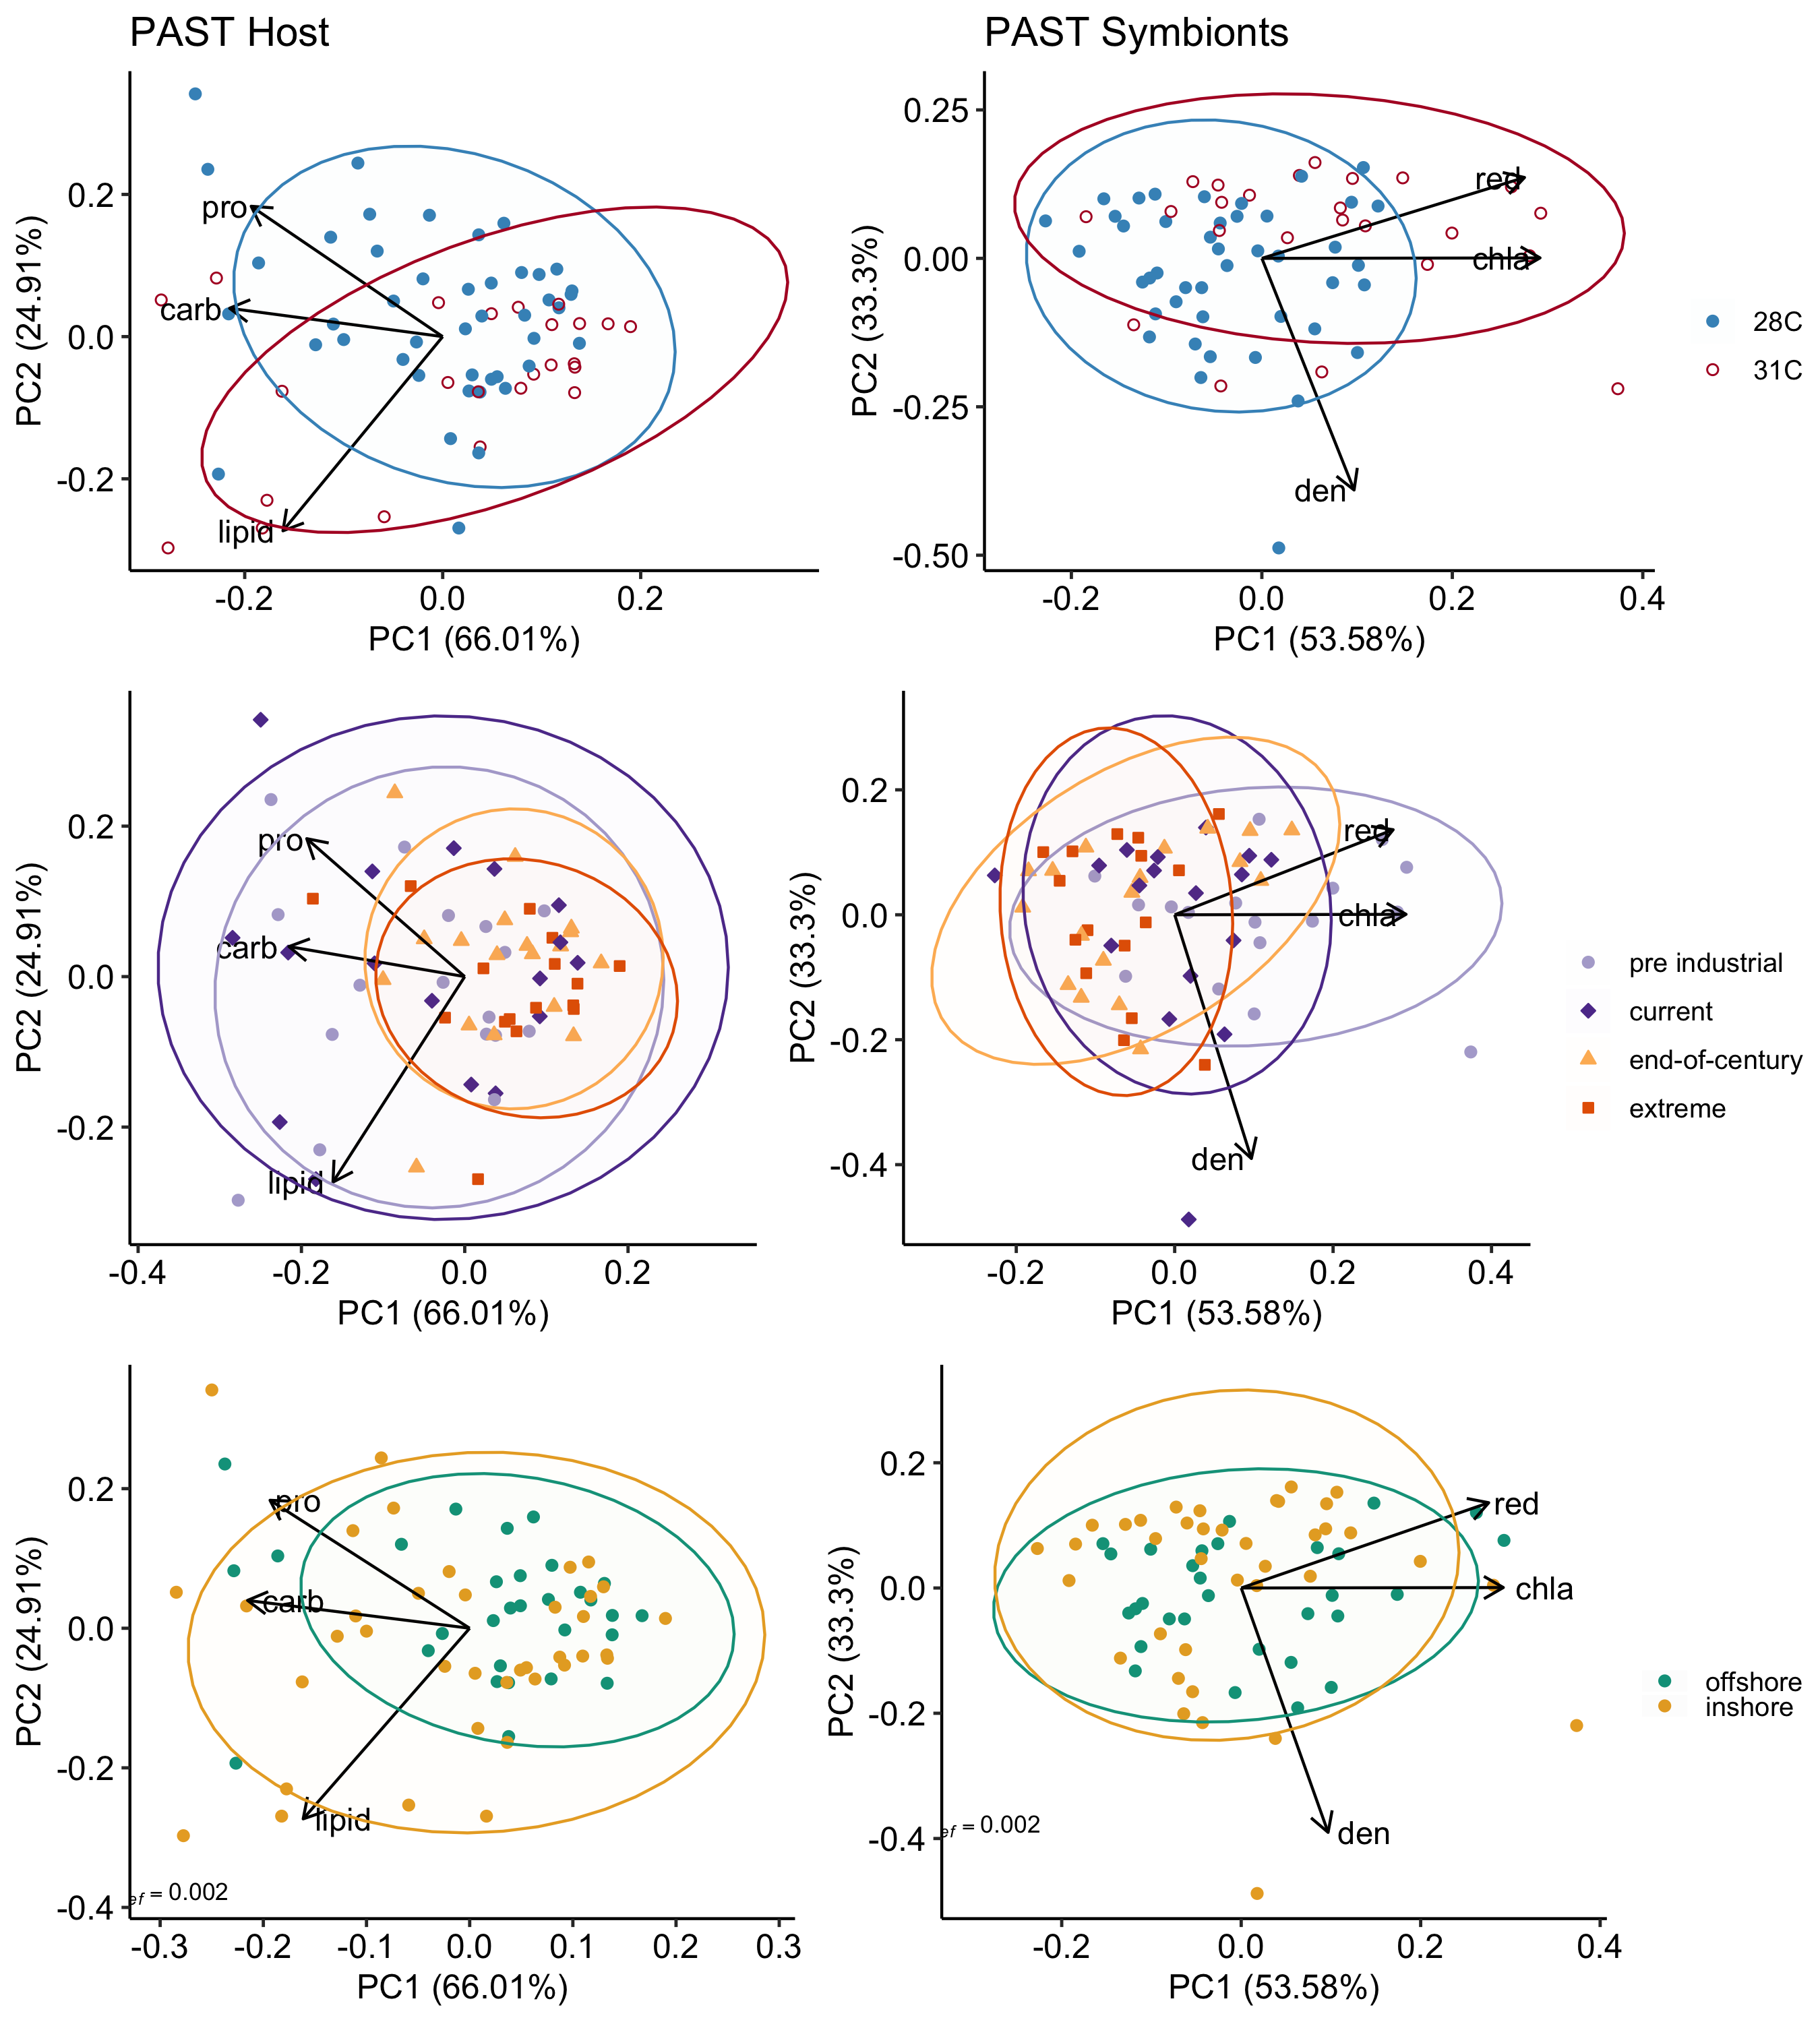 PAST Host
PAST Symbionts
PC2 (24.91%)
0.2
0.0
-0.2
pro
carb
lipid
-0.2
0.0
0.2
PC1 (66.01%)
PC2 (33.3%)
0.25
0.00
-0.25
-0.50
red
chla
den
-0.2
0.0
0.2
0.4
PC1 (53.58%)
28C
31C
PC2 (24.91%)
0.2
0.0
-0.2
pro
carb
lipid
-0.4
-0.2
0.0
0.2
PC1 (66.01%)
PC2 (33.3%)
0.2
0.0
-0.2
-0.4
red
chla
den
-0.2
0.0
0.2
0.4
PC1 (53.58%)
pre industrial
current
end-of-century
extreme
PC2 (24.91%)
0.2
0.0
-0.2
-0.4
pro
carb
lipid
ef = 0.002
-0.3
-0.2
-0.1
0.0
0.1
0.2
0.3
PC1 (66.01%)
PC2 (33.3%)
0.2
0.0
-0.2
-0.4
red
chla
den
ef = 0.002
-0.2
0.0
0.2
0.4
PC1 (53.58%)
offshore
inshore